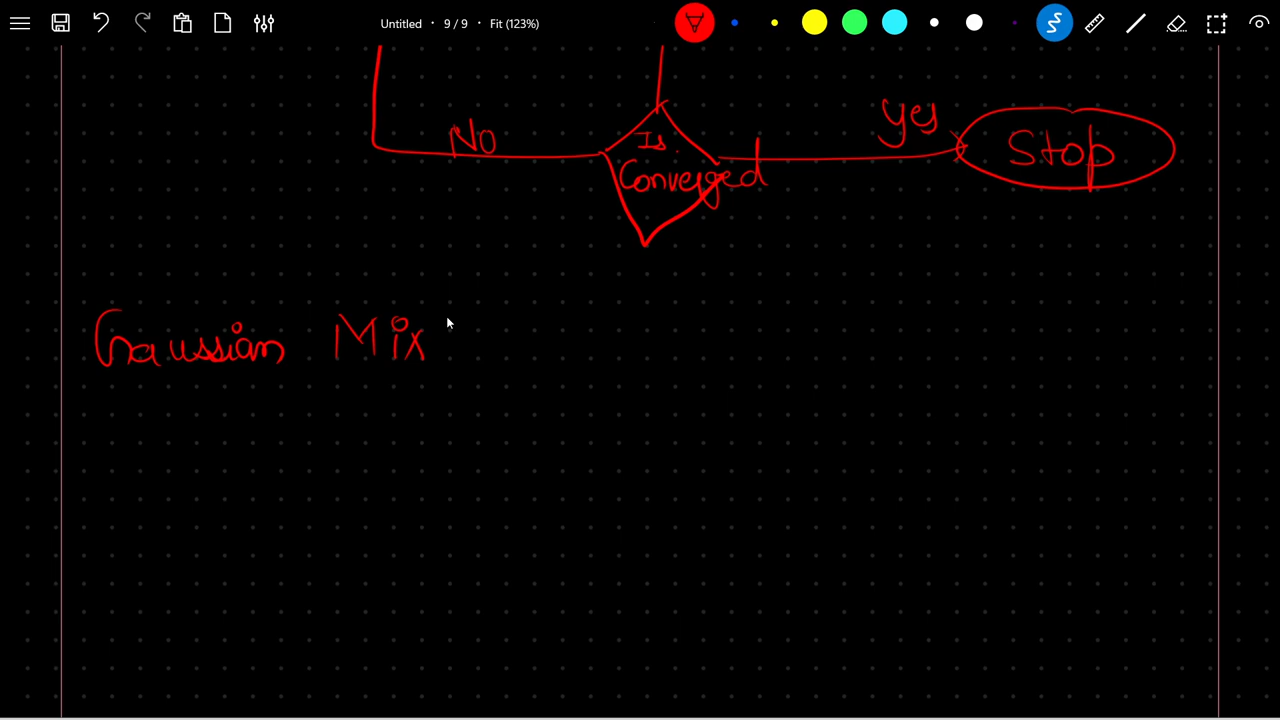 Untitled • 9 / 9 • Fit (123%)
No
Is
Converged
yes
Stop
Gaussian Mix